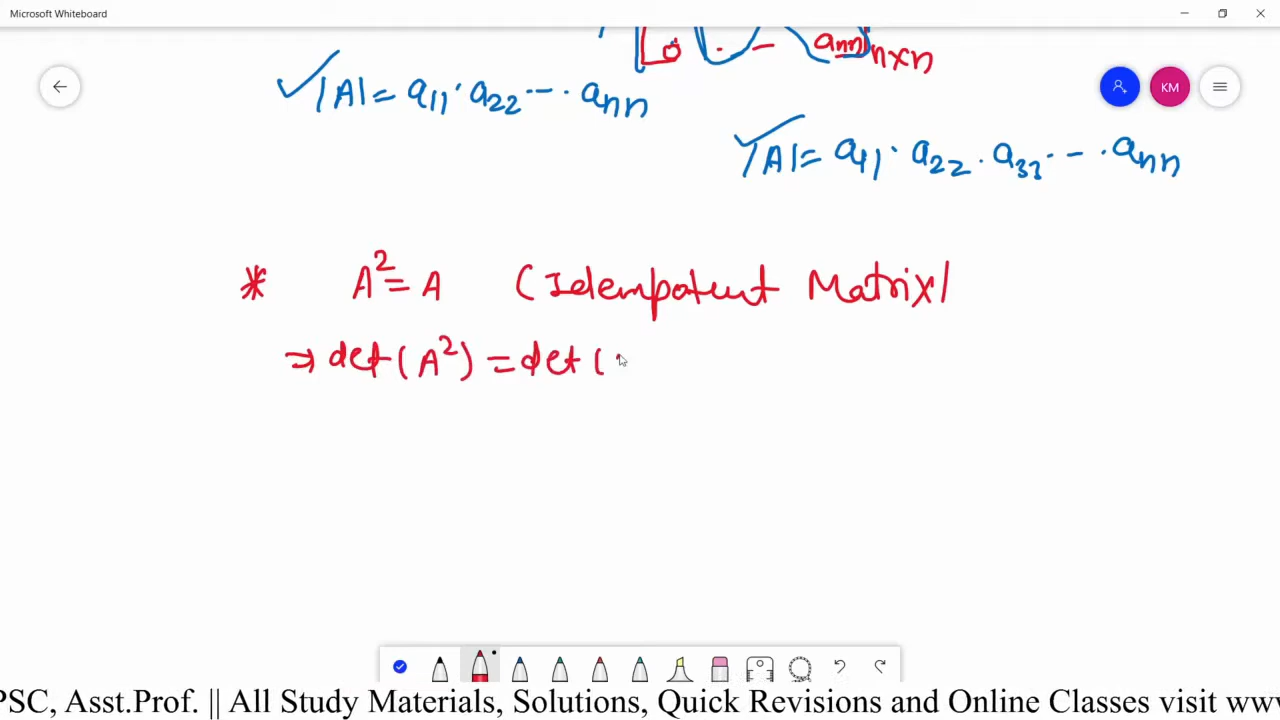 Microsoft Whiteboard
ann n×n
|A| = a11 · a22 -- · ann
KM
|A| = a11 · a22 · a33 · -- · ann
* A² = A (Idempotent Matrix)
⇒ det(A²) = det(
PSC, Asst.Prof. || All Study Materials, Solutions, Quick Revisions and Online Classes visit www